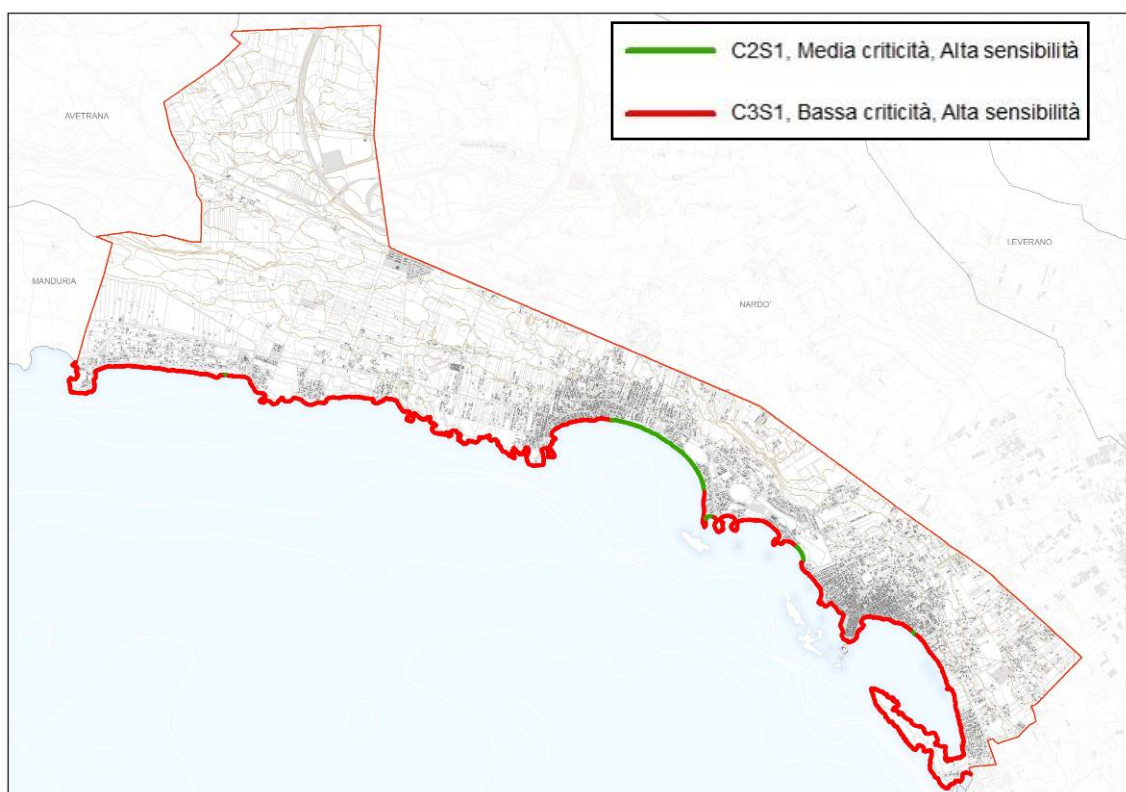 C2S1, Media criticità, Alta sensibilità
C3S1, Bassa criticità, Alta sensibilità
AVETRANA
LEVERANO
MANDURIA
NARDO'